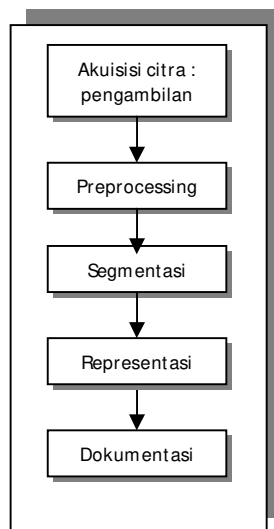 Akuisisi citra :
pengambilan
Preprocessing
Segmentasi
Representasi
Dokumentasi